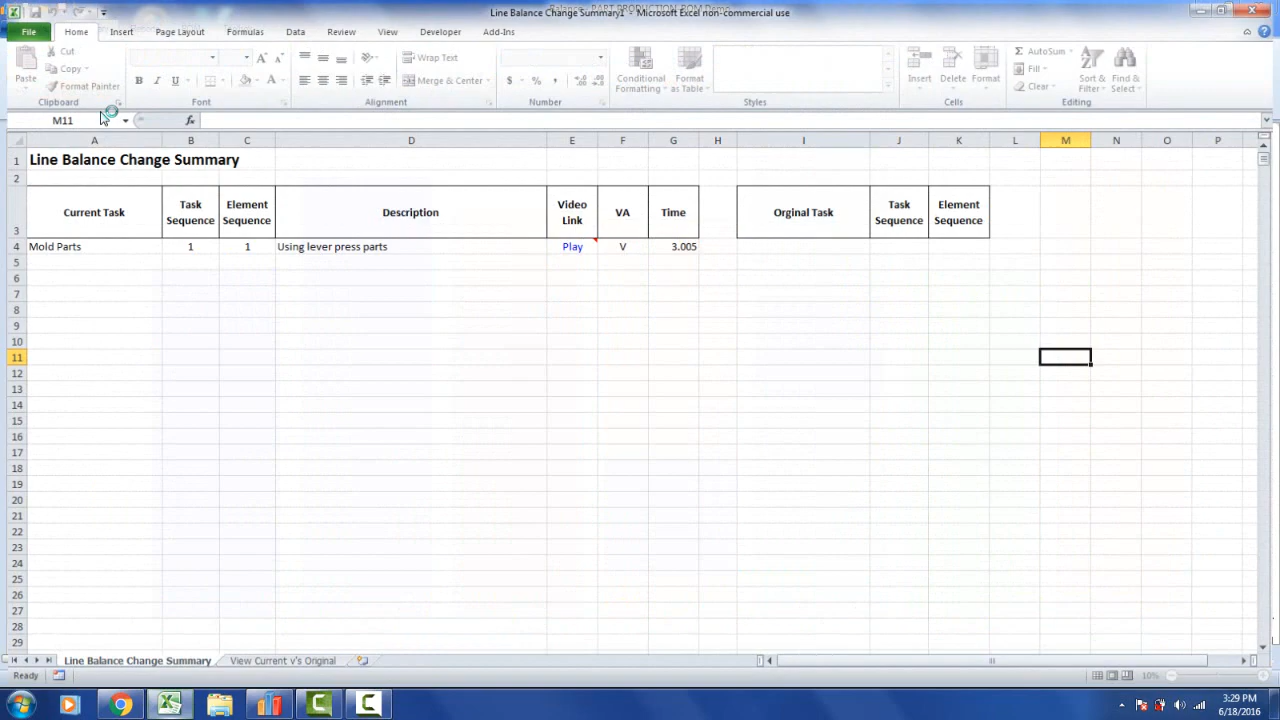 Line Balance Change Summary1 - Microsoft Excel non-commercial use
File Home Insert Page Layout Formulas Data Review View Developer Add-Ins
Cut
Copy
Format Painter
Paste
Clipboard
B I U A A A
Font
Wrap Text
Merge & Center
Alignment
$ % ,
Number
Conditional Formatting
Format as Table
Styles
Insert Delete Format
Cells
AutoSum
Fill
Clear
Sort & Filter
Find & Select
Editing
M11 fx
A B C D E F G H I J K L M N O P
1 Line Balance Change Summary
2
3 Current Task Task Sequence Element Sequence Description Video Link VA Time Orginal Task Task Sequence Element Sequence
4 Mold Parts 1 1 Using lever press parts Play V 3.005
5
6
7
8
9
10
11
12
13
14
15
16
17
18
19
20
21
22
23
24
25
26
27
28
29
Line Balance Change Summary View Current v's Original
Ready 10%
3:29 PM
6/18/2016